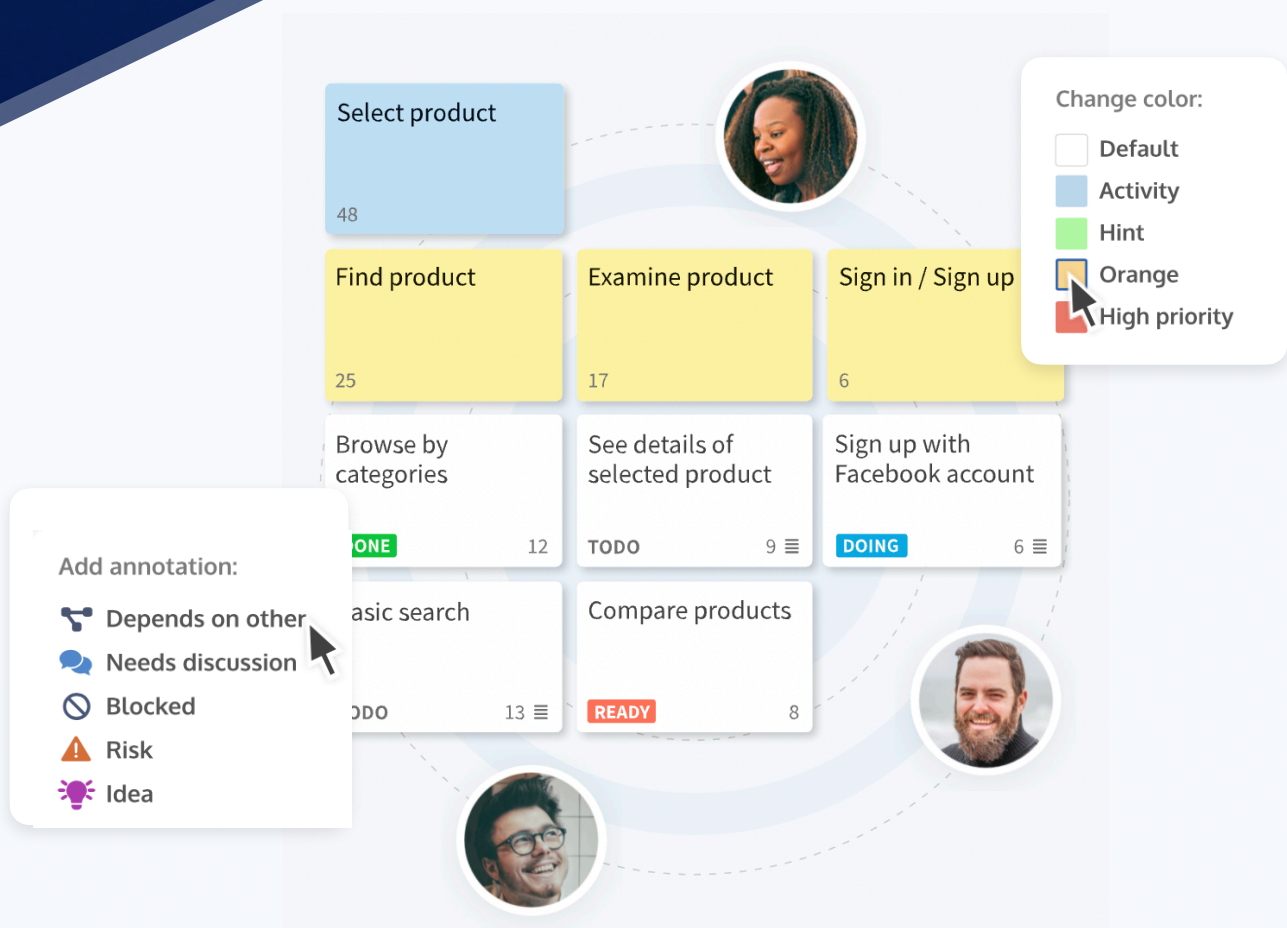 Select product
48
Change color:
Default
Activity
Hint
Orange
High priority
Find product
25
Examine product
17
Sign in / Sign up
6
Browse by
categories
ONE
12
See details of
selected product
TODO
9
Sign up with
Facebook account
DOING
6
asic search
ODO
13
Compare products
READY
8
Add annotation:
Depends on other
Needs discussion
Blocked
Risk
Idea